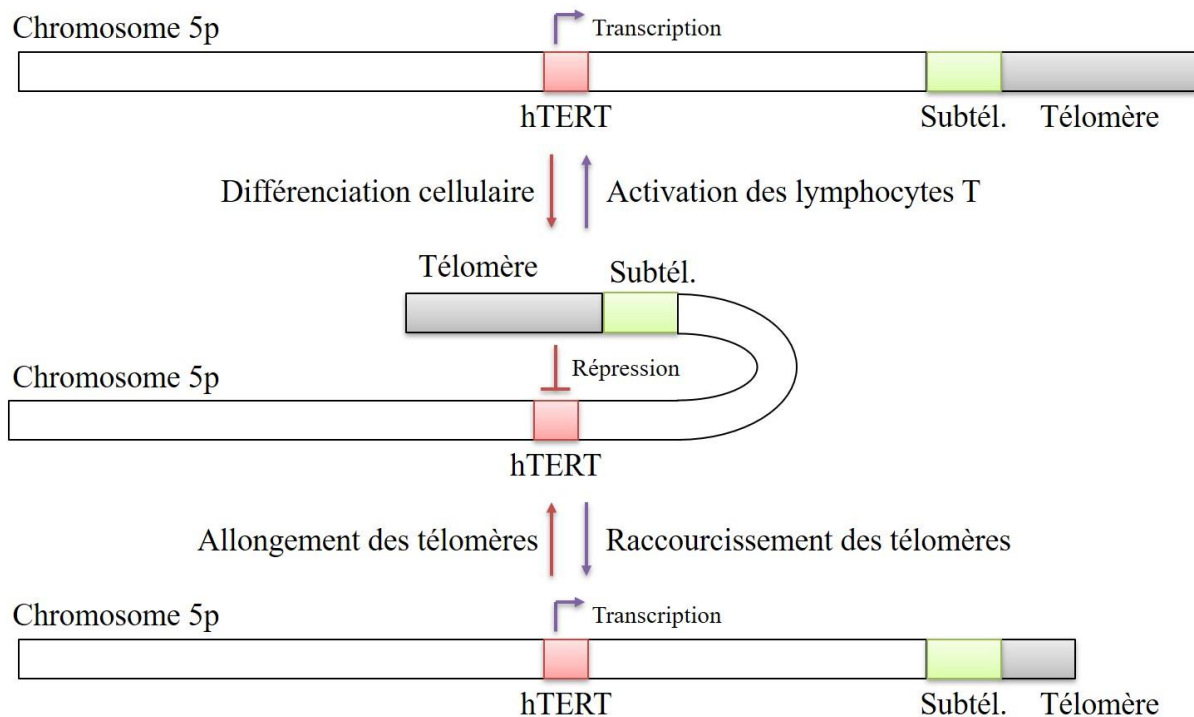 Chromosome 5p
Transcription
hTERT
Subtél.
Télomère
Différenciation cellulaire
Activation des lymphocytes T
Télomère
Subtél.
Répression
Chromosome 5p
hTERT
Allongement des télomères
Raccourcissement des télomères
Chromosome 5p
Transcription
hTERT
Subtél.
Télomère